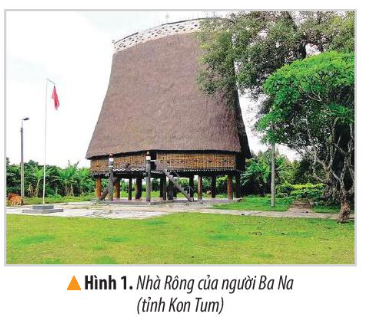 ▲ Hình 1. Nhà Rông của người Ba Na
(tỉnh Kon Tum)